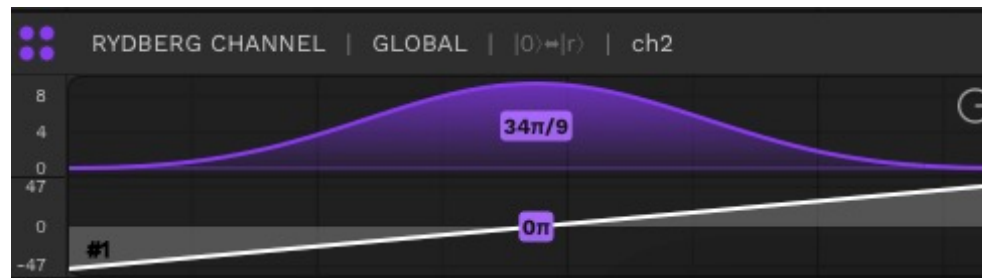 RYDBERG CHANNEL | GLOBAL | |0⟩⇔|r⟩ | ch2
8
34π/9
4
0
47
0
0π
#1
-47